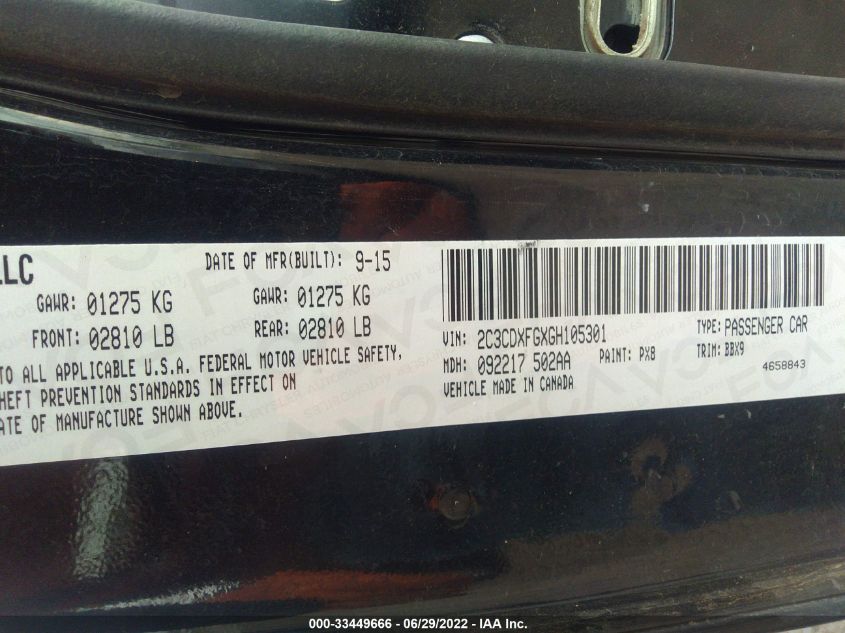 LLC
DATE OF MFR(BUILT): 9-15
GAWR: 01275 KG GAWR: 01275 KG
FRONT: 02810 LB REAR: 02810 LB
TO ALL APPLICABLE U.S.A. FEDERAL MOTOR VEHICLE SAFETY,
HEFT PREVENTION STANDARDS IN EFFECT ON
ATE OF MANUFACTURE SHOWN ABOVE.
VIN: 2C3CDXFGXGH105301 TYPE: PASSENGER CAR
MDH: 092217 502AA PAINT: PX8 TRIM: BBX9
VEHICLE MADE IN CANADA 4658843
000-33449666 - 06/29/2022 - IAA Inc.